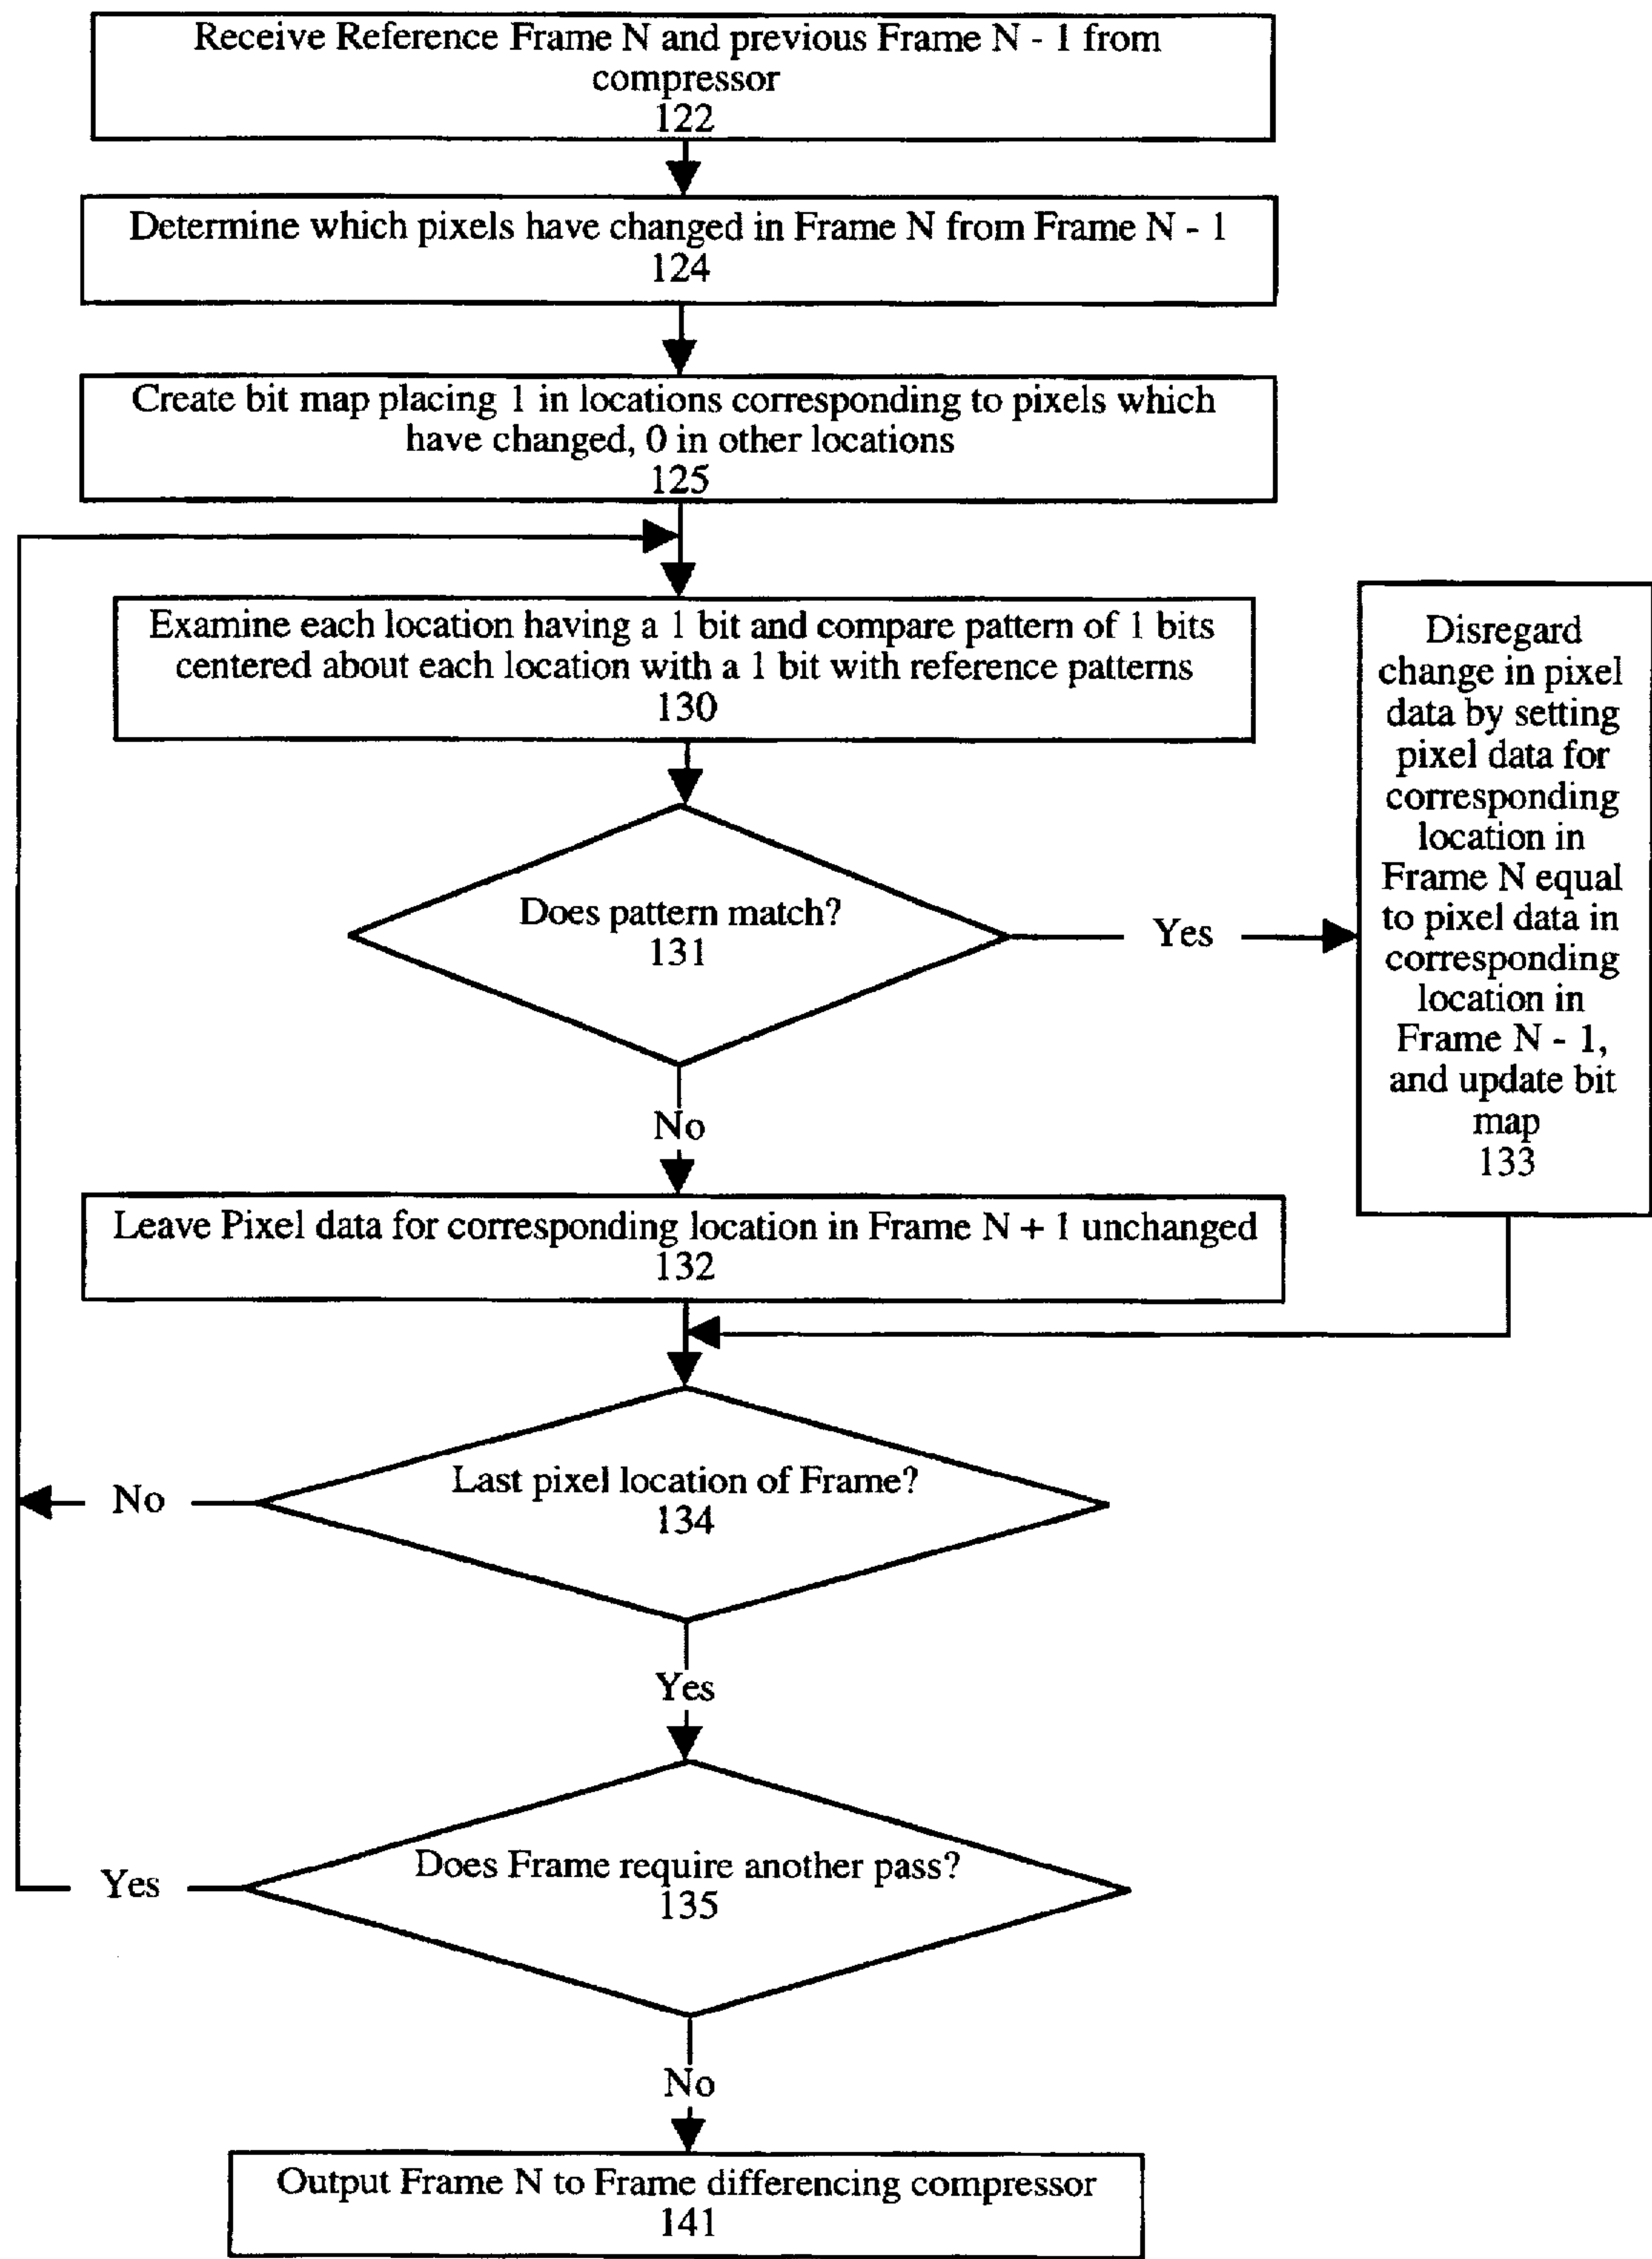 Receive Reference Frame N and previous Frame N - 1 from
compressor
122
Determine which pixels have changed in Frame N from Frame N - 1
124
Create bit map placing 1 in locations corresponding to pixels which
have changed, 0 in other locations
125
Examine each location having a 1 bit and compare pattern of 1 bits
centered about each location with a 1 bit with reference patterns
130
Does pattern match?
131
Yes
Disregard
change in pixel
data by setting
pixel data for
corresponding
location in
Frame N equal
to pixel data in
corresponding
location in
Frame N - 1,
and update bit
map
133
No
Leave Pixel data for corresponding location in Frame N + 1 unchanged
132
Last pixel location of Frame?
134
No
Yes
Does Frame require another pass?
135
Yes
No
Output Frame N to Frame differencing compressor
141